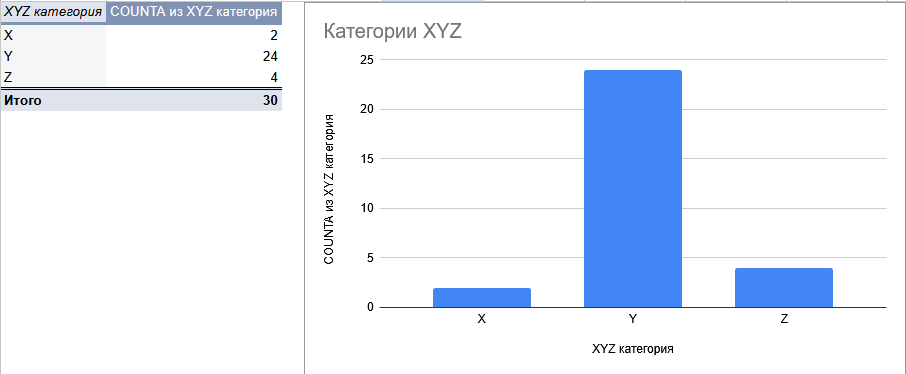 XYZ категория COUNTA из XYZ категория
X 2
Y 24
Z 4
Итого 30
Категории XYZ
COUNTA из XYZ категория
25
20
15
10
5
0
X Y Z
XYZ категория